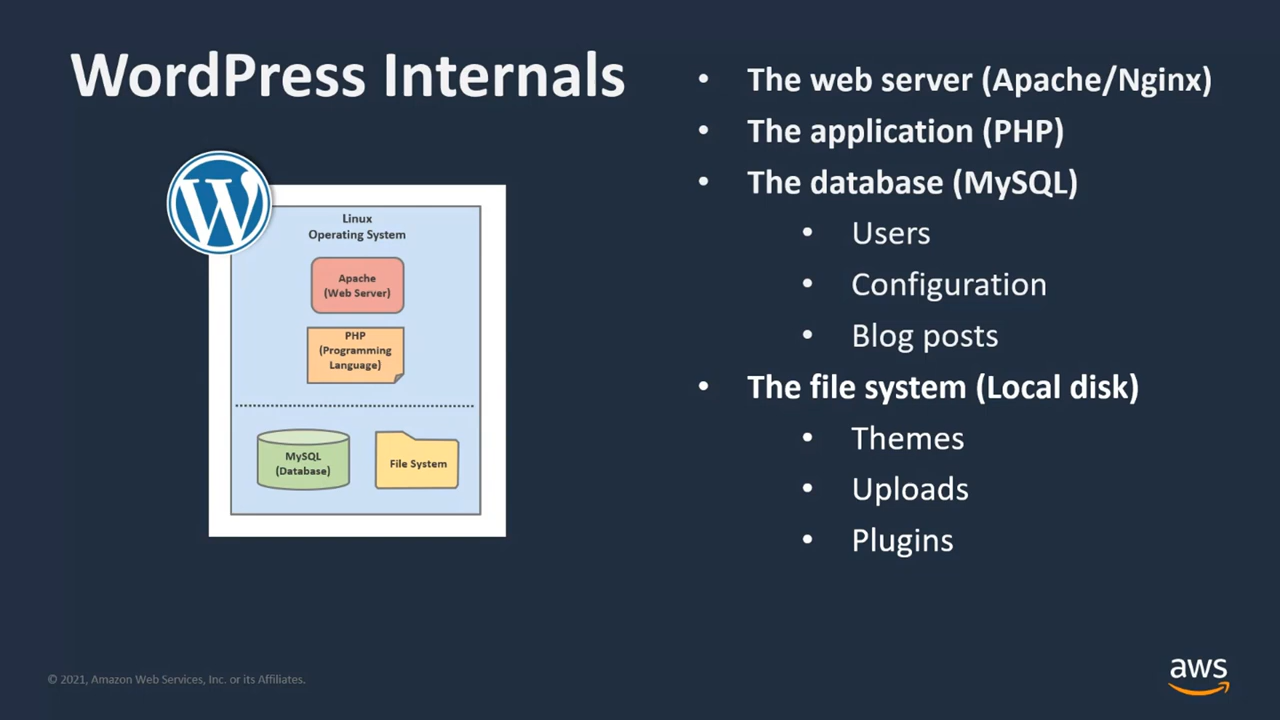 WordPress Internals
W
Linux
Operating System
Apache
(Web Server)
PHP
(Programming
Language)
MySQL
(Database)
File System
• The web server (Apache/Nginx)
• The application (PHP)
• The database (MySQL)
• Users
• Configuration
• Blog posts
• The file system (Local disk)
• Themes
• Uploads
• Plugins
© 2021, Amazon Web Services, Inc. or its Affiliates.
aws